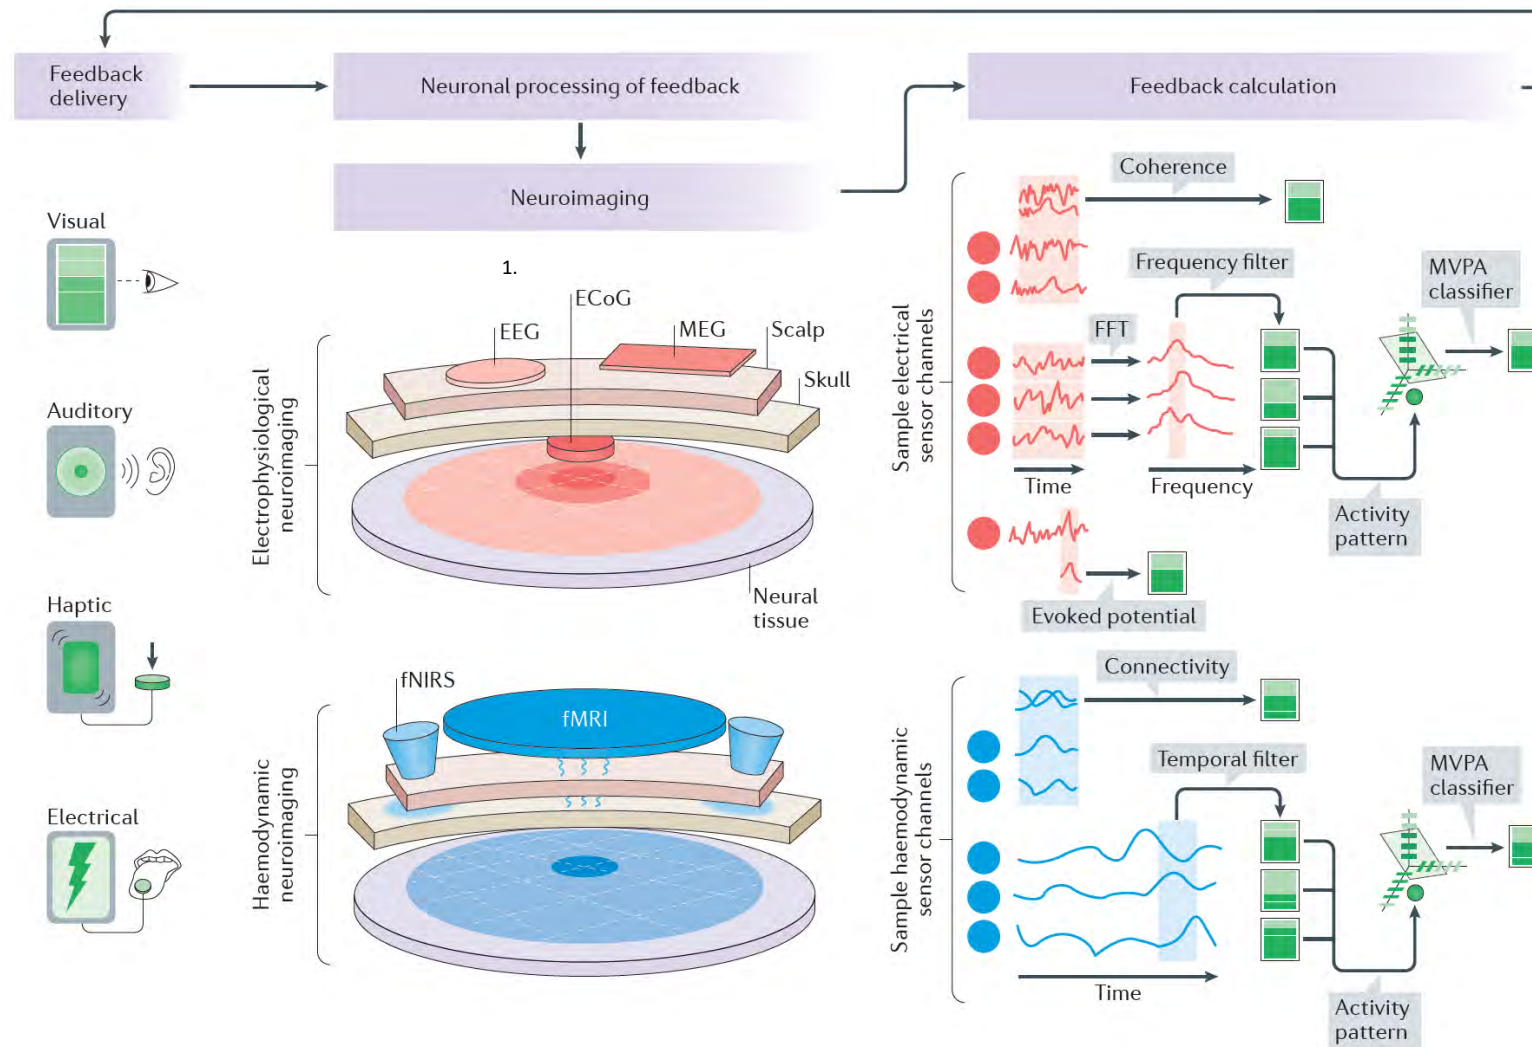 Feedback
delivery
Neuronal processing of feedback
Feedback calculation
Neuroimaging
Visual
Auditory
Haptic
Electrical
1.
ECoG
EEG
MEG
Scalp
Skull
Electrophysiological
neuroimaging
Neural
tissue
fNIRS
fMRI
Haemodynamic
neuroimaging
Sample electrical
sensor channels
Coherence
Frequency filter
MVPA
classifier
FFT
Time
Frequency
Activity
pattern
Evoked potential
Sample haemodynamic
sensor channels
Connectivity
Temporal filter
MVPA
classifier
Time
Activity
pattern